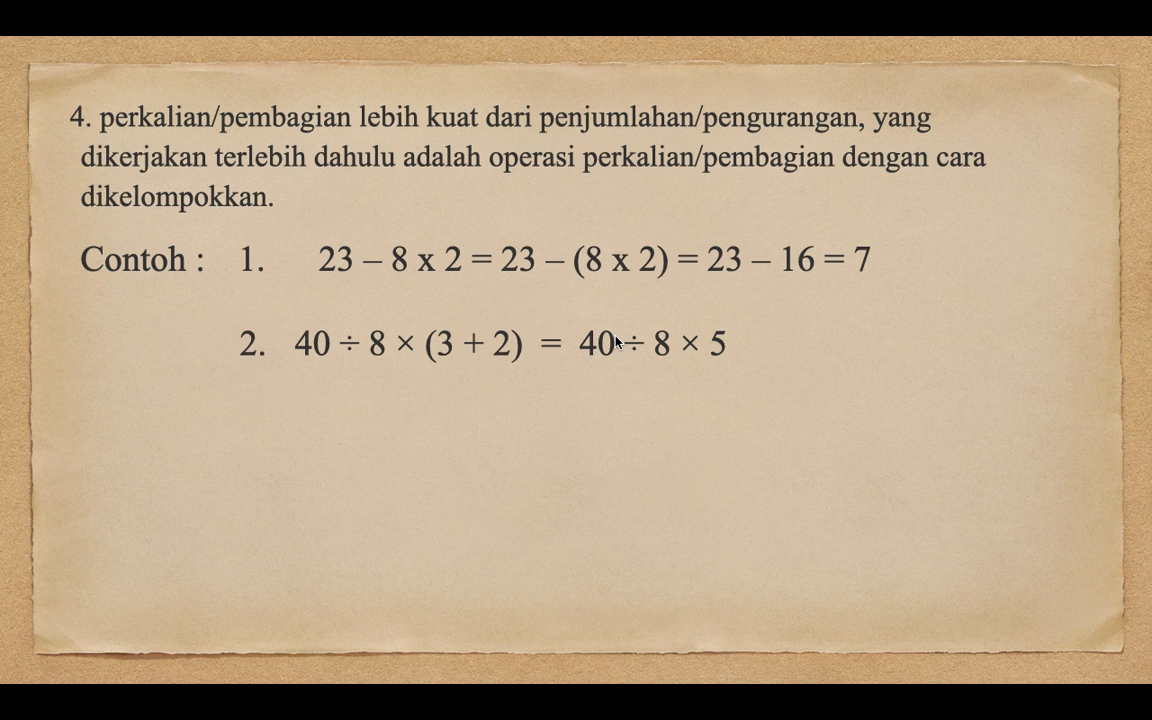 4. perkalian/pembagian lebih kuat dari penjumlahan/pengurangan, yang
dikerjakan terlebih dahulu adalah operasi perkalian/pembagian dengan cara
dikelompokkan.
Contoh : 1. 23 – 8 x 2 = 23 – (8 x 2) = 23 – 16 = 7
2. 40 ÷ 8 × (3 + 2) = 40 ÷ 8 × 5